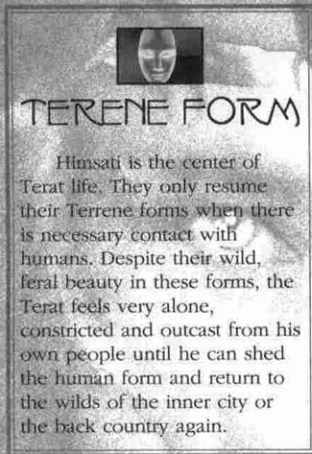 TERENE FORM
Himsati is the center of
Terat life. They only resume
their Terrene forms when there
is necessary contact with
humans. Despite their wild,
feral beauty in these forms, the
Terat feels very alone,
constricted and outcast from his
own people until he can shed
the human form and return to
the wilds of the inner city or
the back country again.